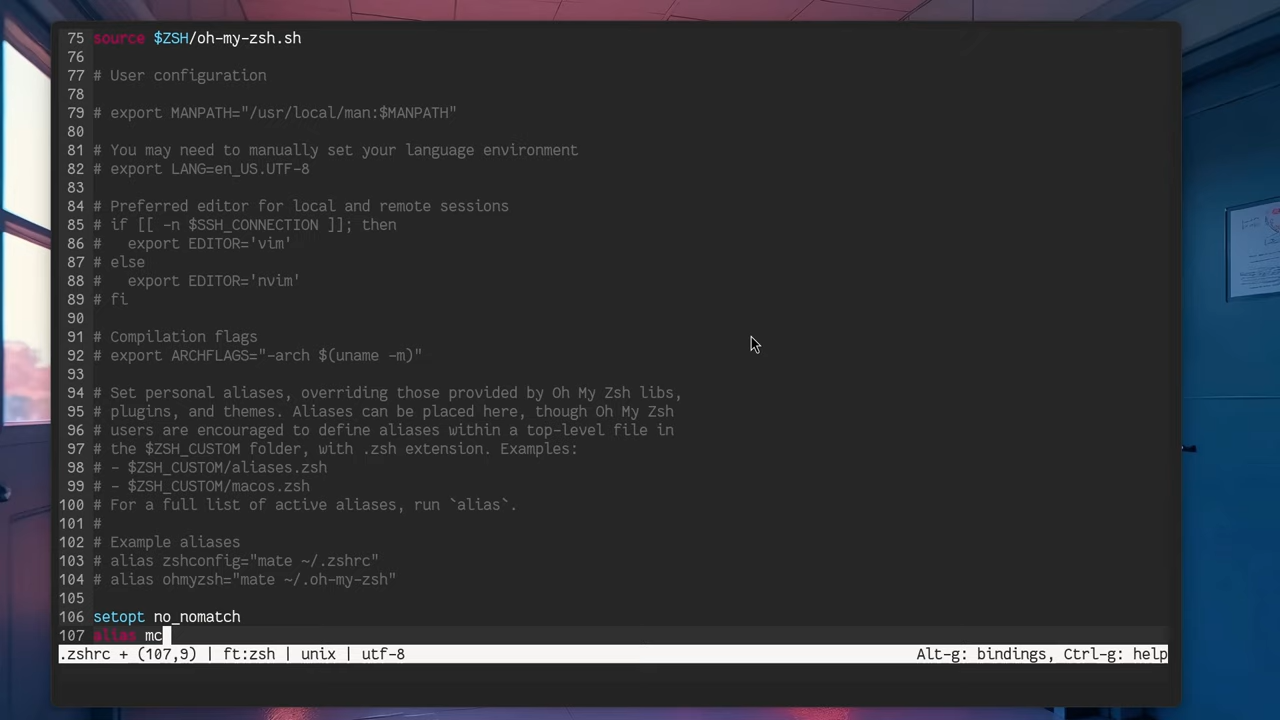 75 source $ZSH/oh-my-zsh.sh
76
77 # User configuration
78
79 # export MANPATH="/usr/local/man:$MANPATH"
80
81 # You may need to manually set your language environment
82 # export LANG=en_US.UTF-8
83
84 # Preferred editor for local and remote sessions
85 # if [[ -n $SSH_CONNECTION ]]; then
86 #   export EDITOR='vim'
87 # else
88 #   export EDITOR='nvim'
89 # fi
90
91 # Compilation flags
92 # export ARCHFLAGS="-arch $(uname -m)"
93
94 # Set personal aliases, overriding those provided by Oh My Zsh libs,
95 # plugins, and themes. Aliases can be placed here, though Oh My Zsh
96 # users are encouraged to define aliases within a top-level file in
97 # the $ZSH_CUSTOM folder, with .zsh extension. Examples:
98 # - $ZSH_CUSTOM/aliases.zsh
99 # - $ZSH_CUSTOM/macos.zsh
100 # For a full list of active aliases, run `alias`.
101 #
102 # Example aliases
103 # alias zshconfig="mate ~/.zshrc"
104 # alias ohmyzsh="mate ~/.oh-my-zsh"
105
106 setopt no_nomatch
107 alias mc
.zshrc + (107,9) | ft:zsh | unix | utf-8 Alt-g: bindings, Ctrl-g: help